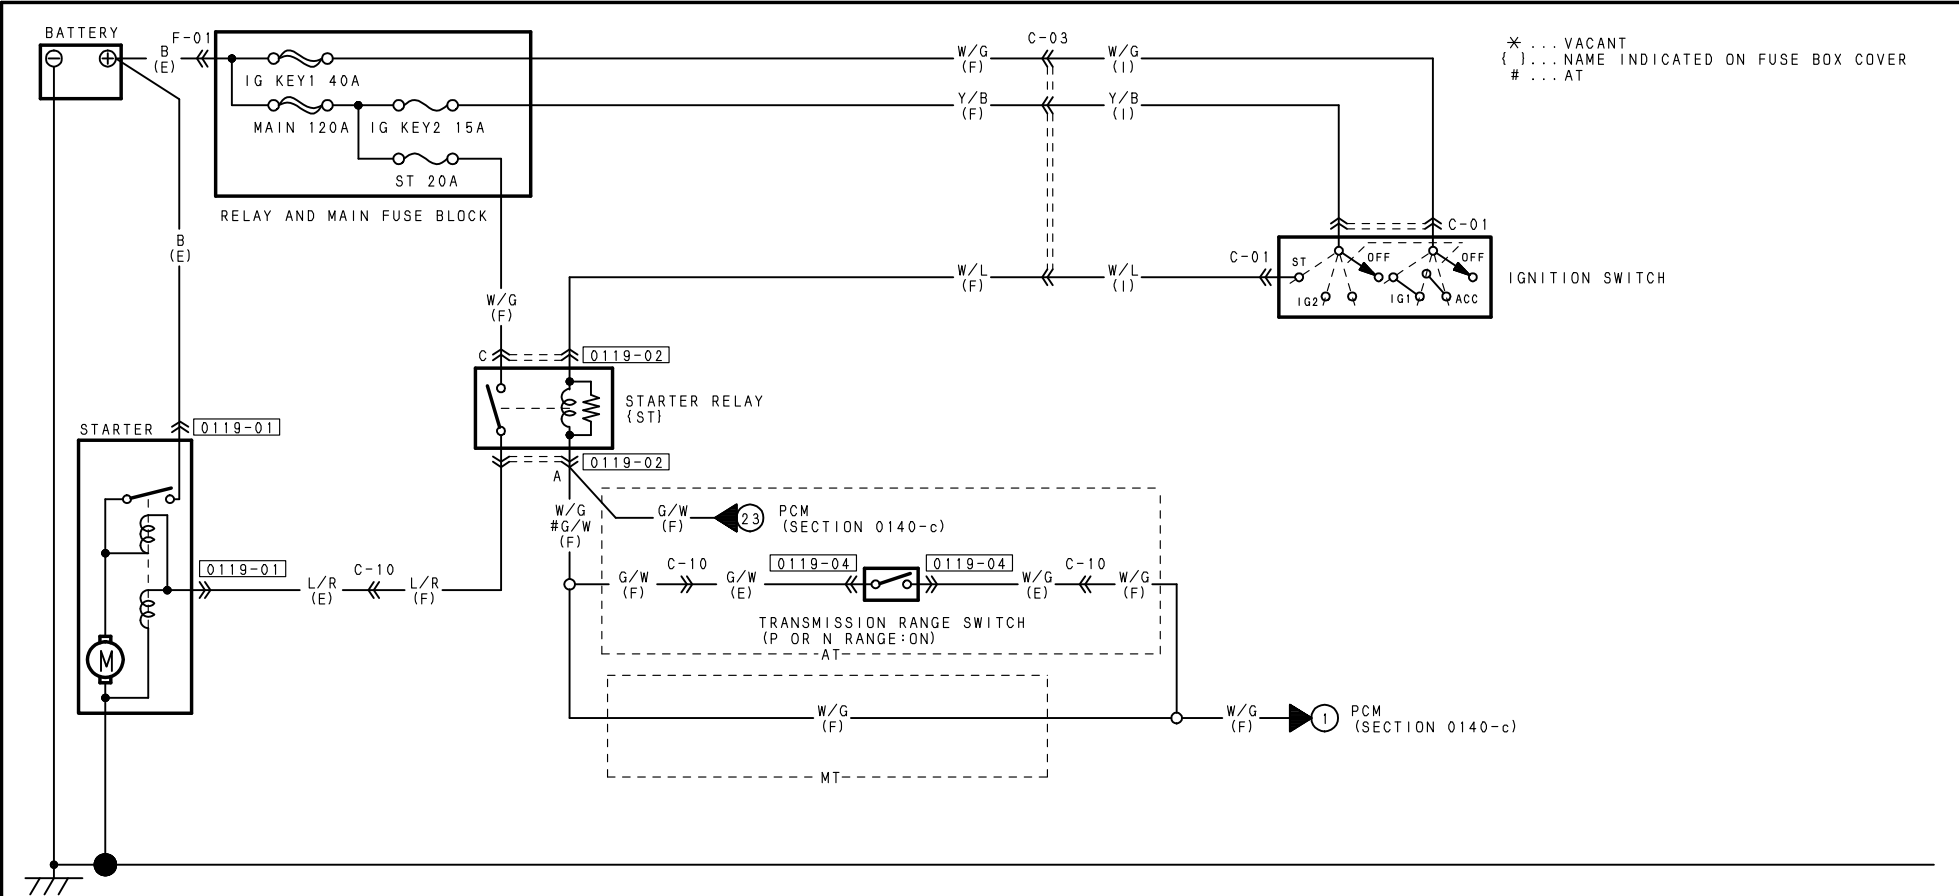 BATTERY
B
(E)
F-01
IG KEY1 40A
MAIN 120A
IG KEY2 15A
ST 20A
RELAY AND MAIN FUSE BLOCK
W/G
(F)
C-03
W/G
(I)
Y/B
(F)
Y/B
(I)
... VACANT
{ }... NAME INDICATED ON FUSE BOX COVER
# ... AT
B
(E)
C-01
C-01
ST
OFF
OFF
IG2
IG1
ACC
IGNITION SWITCH
W/L
(F)
W/L
(I)
W/G
(F)
C
0119-02
STARTER RELAY
{ST}
0119-02
A
STARTER
0119-01
M
0119-01
L/R
(E)
C-10
L/R
(F)
W/G
#G/W
(F)
G/W
(F)
23
PCM
(SECTION 0140-c)
G/W
(F)
C-10
G/W
(E)
0119-04
0119-04
W/G
(E)
C-10
W/G
(F)
TRANSMISSION RANGE SWITCH
(P OR N RANGE:ON)
AT
W/G
(F)
MT
W/G
(F)
1
PCM
(SECTION 0140-c)